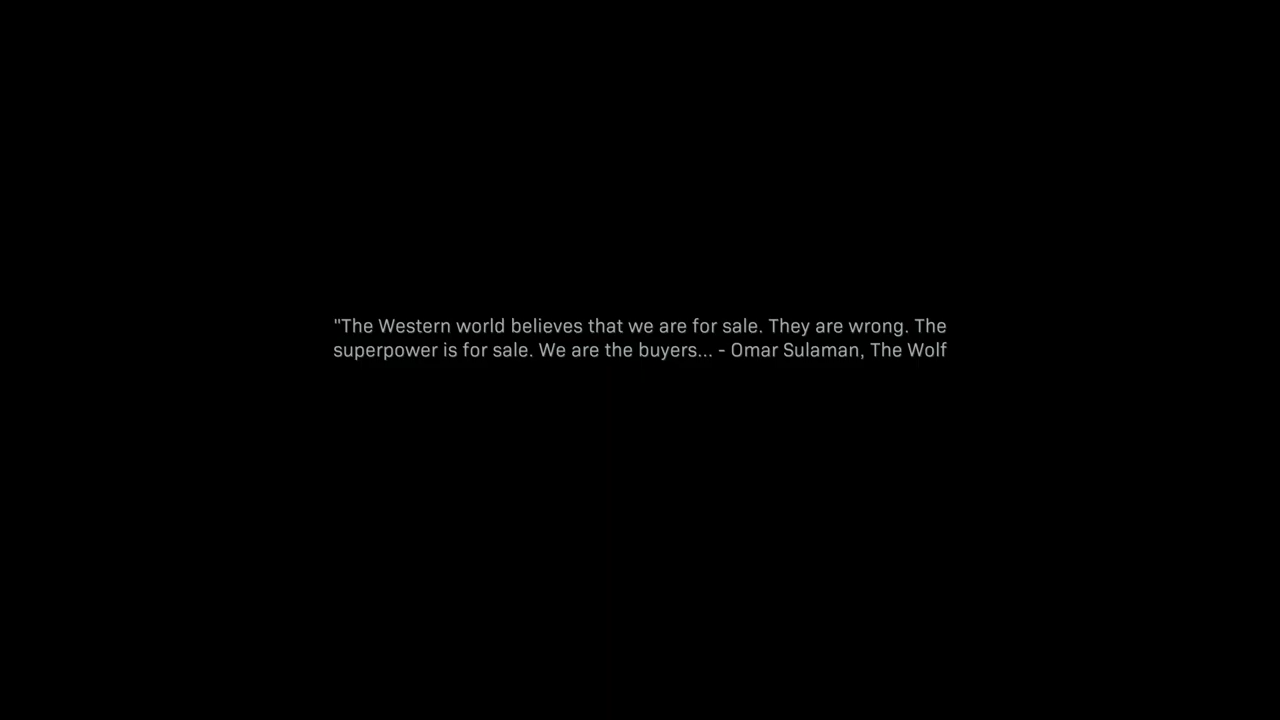 "The Western world believes that we are for sale. They are wrong. The
superpower is for sale. We are the buyers... - Omar Sulaman, The Wolf